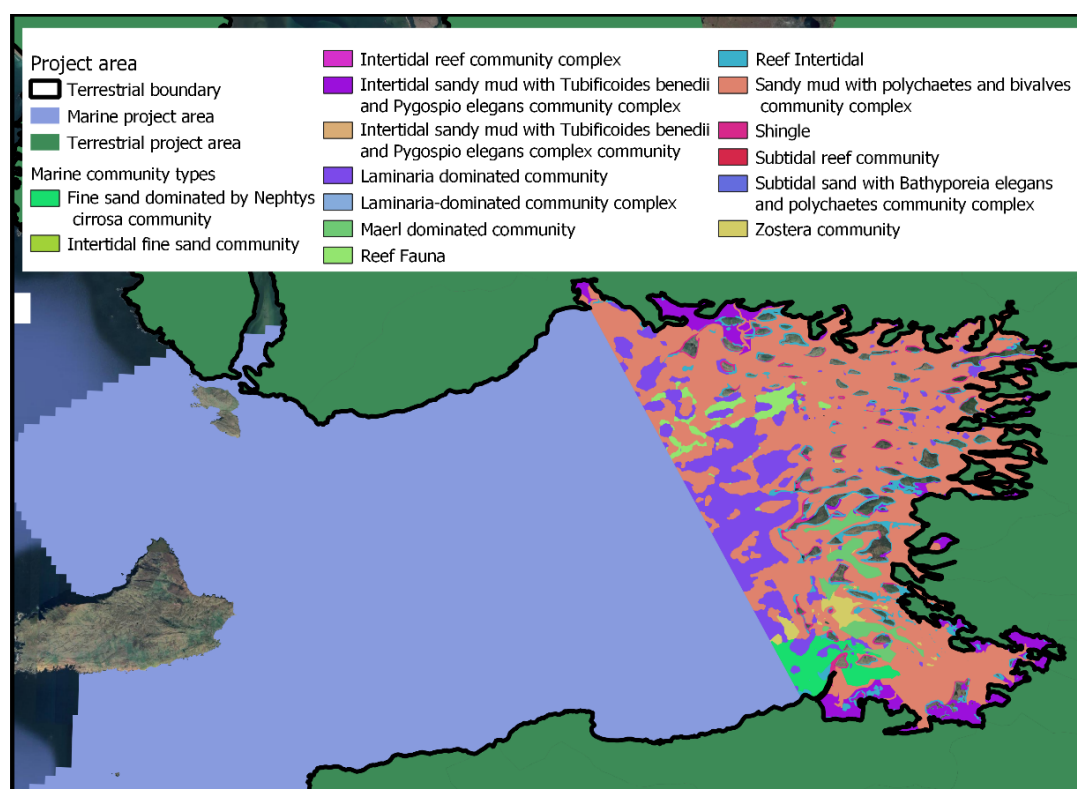 Project area
Terrestrial boundary
Marine project area
Terrestrial project area
Marine community types
Fine sand dominated by Nephtys
cirrosa community
Intertidal fine sand community
Intertidal reef community complex
Intertidal sandy mud with Tubificoides benedii
and Pygospio elegans community complex
Intertidal sandy mud with Tubificoides benedii
and Pygospio elegans complex community
Laminaria dominated community
Laminaria-dominated community complex
Maerl dominated community
Reef Fauna
Reef Intertidal
Sandy mud with polychaetes and bivalves
community complex
Shingle
Subtidal reef community
Subtidal sand with Bathyporeia elegans
and polychaetes community complex
Zostera community